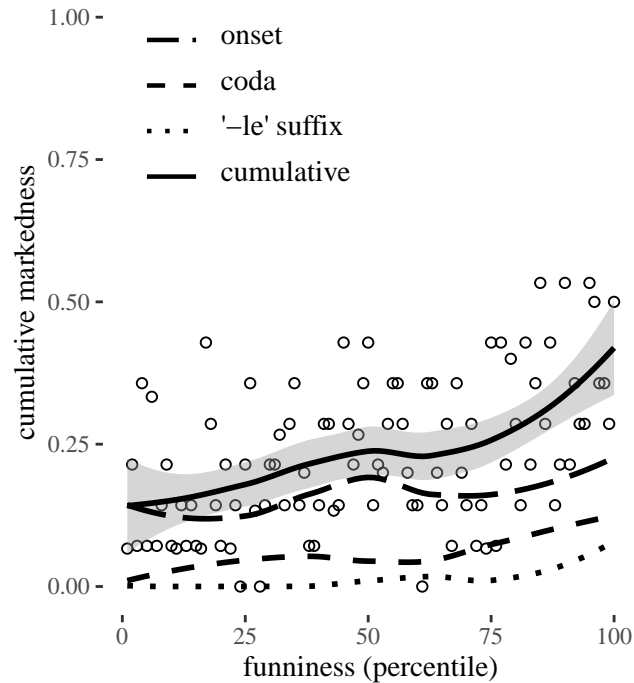 1.00
0.75
0.50
0.25
0.00
cumulative markedness
onset
coda
'–le' suffix
cumulative
0 25 50 75 100
funniness (percentile)